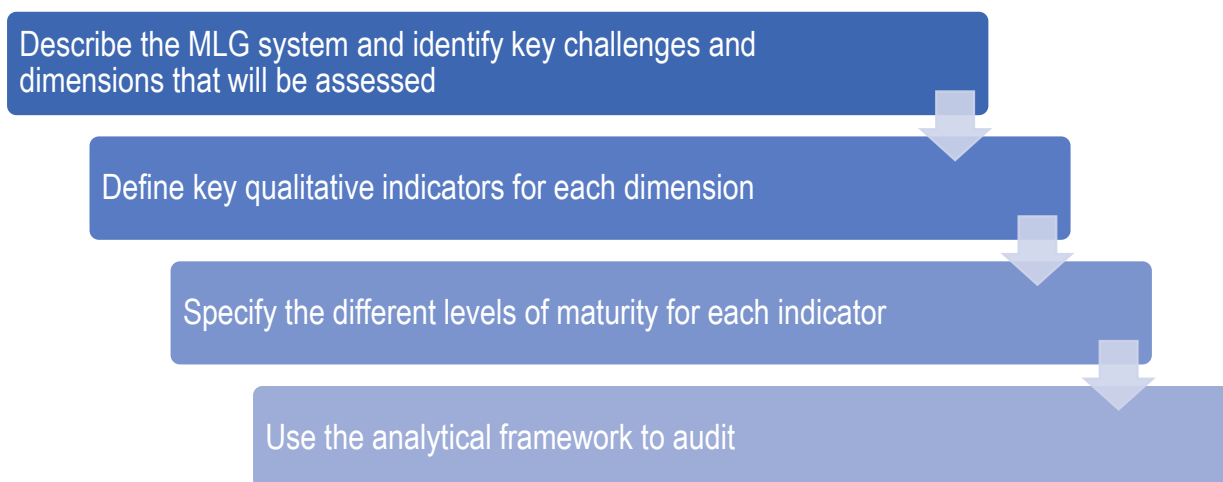 Describe the MLG system and identify key challenges and
dimensions that will be assessed
Define key qualitative indicators for each dimension
Specify the different levels of maturity for each indicator
Use the analytical framework to audit